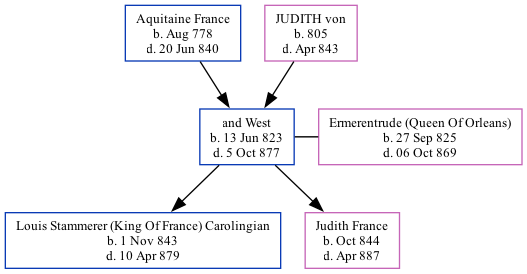 Aquitaine France
b. Aug 778
d. 20 Jun 840
JUDITH von
b. 805
d. Apr 843
and West
b. 13 Jun 823
d. 5 Oct 877
Ermerentrude (Queen Of Orleans)
b. 27 Sep 825
d. 06 Oct 869
Louis Stammerer (King Of France) Carolingian
b. 1 Nov 843
d. 10 Apr 879
Judith France
b. Oct 844
d. Apr 887